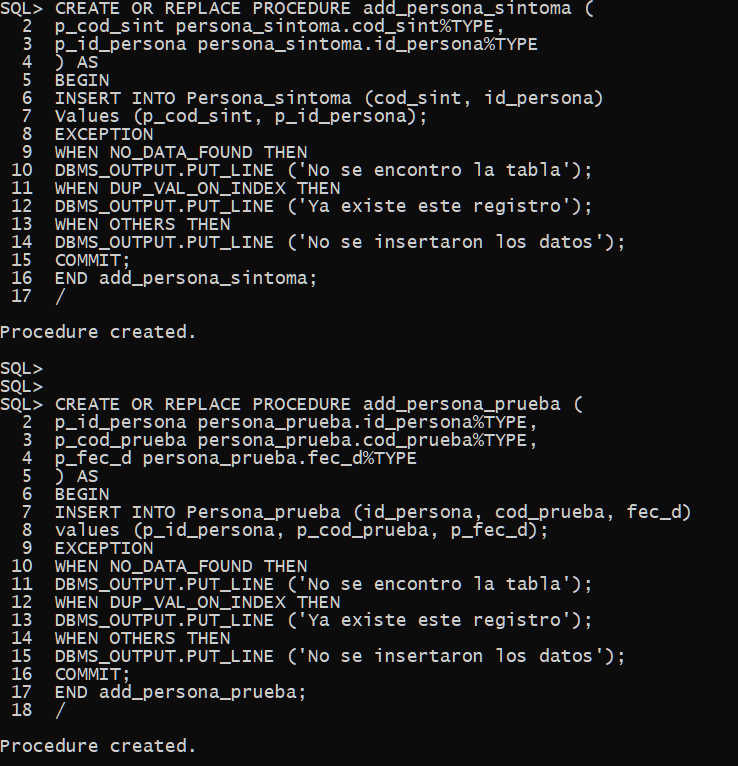 SQL> CREATE OR REPLACE PROCEDURE add_persona_sintoma (
2 p_cod_sint persona_sintoma.cod_sint%TYPE,
3 p_id_persona persona_sintoma.id_persona%TYPE
4 ) AS
5 BEGIN
6 INSERT INTO Persona_sintoma (cod_sint, id_persona)
7 Values (p_cod_sint, p_id_persona);
8 EXCEPTION
9 WHEN NO_DATA_FOUND THEN
10 DBMS_OUTPUT.PUT_LINE ('No se encontro la tabla');
11 WHEN DUP_VAL_ON_INDEX THEN
12 DBMS_OUTPUT.PUT_LINE ('Ya existe este registro');
13 WHEN OTHERS THEN
14 DBMS_OUTPUT.PUT_LINE ('No se insertaron los datos');
15 COMMIT;
16 END add_persona_sintoma;
17 /
Procedure created.
SQL>
SQL>
SQL> CREATE OR REPLACE PROCEDURE add_persona_prueba (
2 p_id_persona persona_prueba.id_persona%TYPE,
3 p_cod_prueba persona_prueba.cod_prueba%TYPE,
4 p_fec_d persona_prueba.fec_d%TYPE
5 ) AS
6 BEGIN
7 INSERT INTO Persona_prueba (id_persona, cod_prueba, fec_d)
8 values (p_id_persona, p_cod_prueba, p_fec_d);
9 EXCEPTION
10 WHEN NO_DATA_FOUND THEN
11 DBMS_OUTPUT.PUT_LINE ('No se encontro la tabla');
12 WHEN DUP_VAL_ON_INDEX THEN
13 DBMS_OUTPUT.PUT_LINE ('Ya existe este registro');
14 WHEN OTHERS THEN
15 DBMS_OUTPUT.PUT_LINE ('No se insertaron los datos');
16 COMMIT;
17 END add_persona_prueba;
18 /
Procedure created.